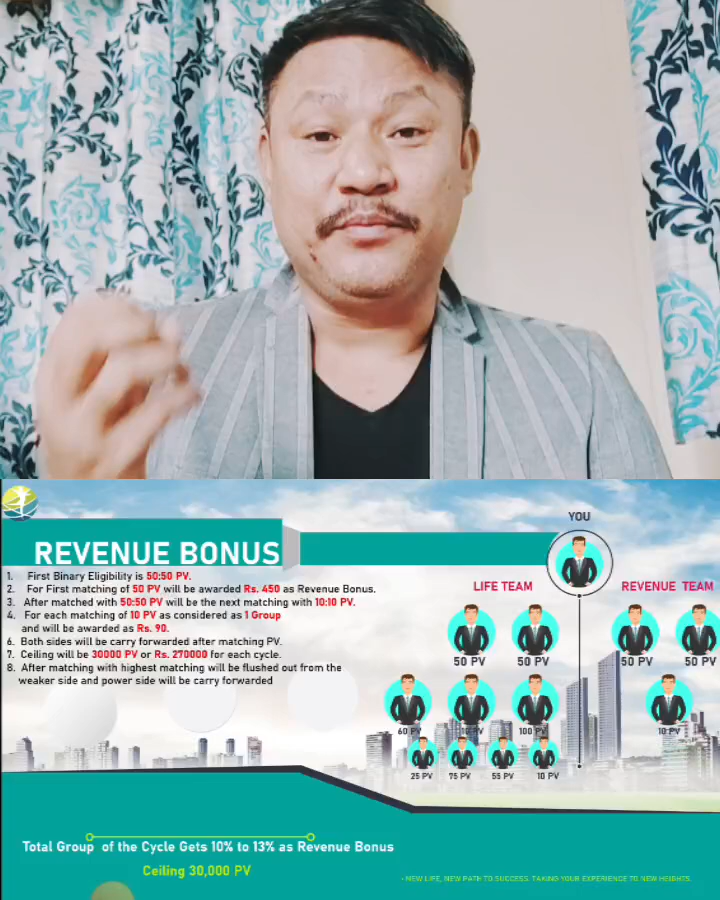 YOU
REVENUE BONUS
1. First Binary Eligibility is 50:50 PV.
2. For First matching of 50 PV will be awarded Rs. 450 as Revenue Bonus.
3. After matched with 50:50 PV will be the next matching with 10:10 PV.
4. For each matching of 10 PV as considered as 1 Group
and will be awarded as Rs. 90.
6. Both sides will be carry forwarded after matching PV.
7. Ceiling will be 30000 PV or Rs. 270000 for each cycle.
8. After matching with highest matching will be flushed out from the
weaker side and power side will be carry forwarded
LIFE TEAM REVENUE TEAM
50 PV 50 PV 50 PV 50 PV
60 PV PV 100 PV 10 PV
25 PV 75 PV 55 PV 10 PV
Total Group of the Cycle Gets 10% to 13% as Revenue Bonus
Ceiling 30,000 PV
- NEW LIFE, NEW PATH TO SUCCESS. TAKING YOUR EXPERIENCE TO NEW HEIGHTS.